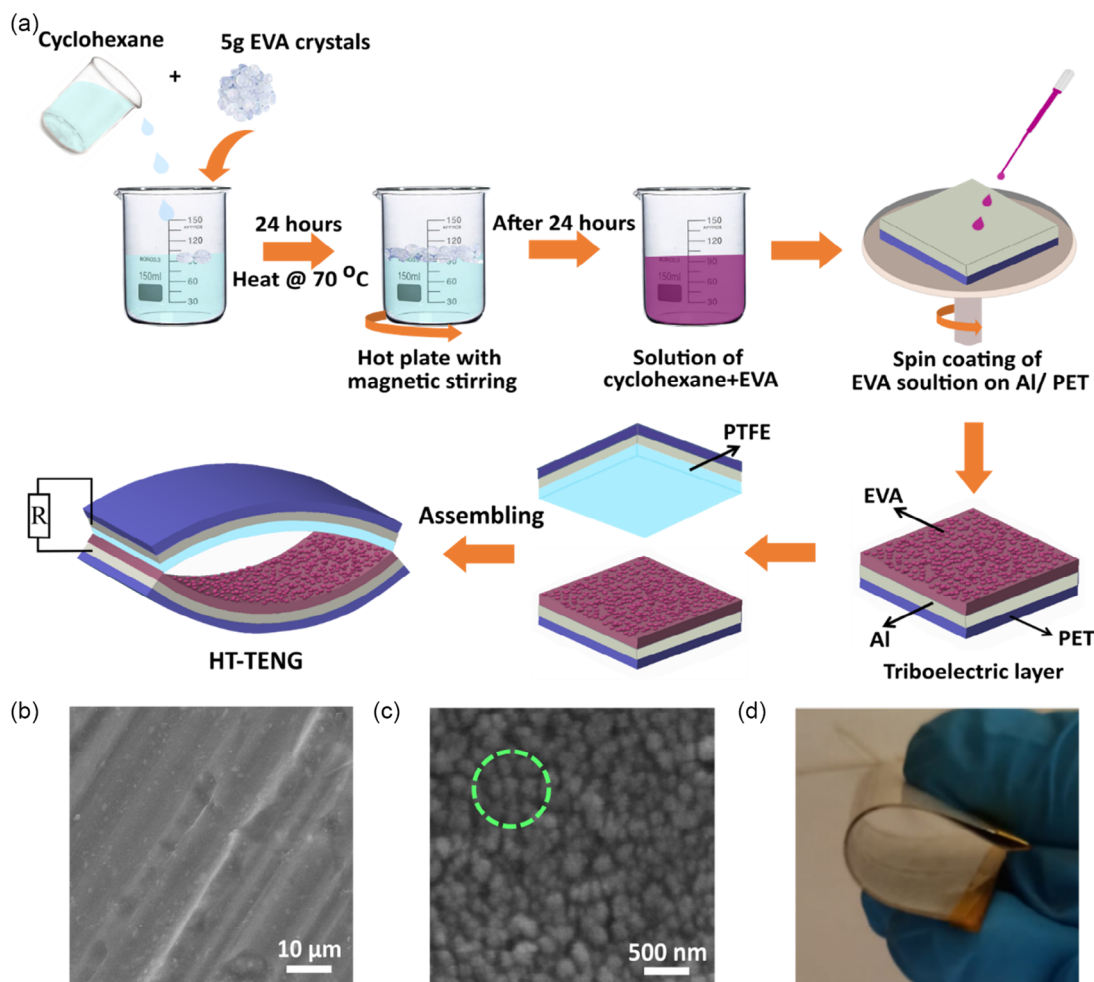 (a)
Cyclohexane
+
5g EVA crystals
150
APPROX
120
90
60
30
150ml
24 hours
Heat @ 70 °C
150
APPROX
120
90
60
30
150ml
Hot plate with
magnetic stirring
After 24 hours
150
APPROX
120
90
60
30
150ml
Solution of
cyclohexane+EVA
Spin coating of
EVA soultion on Al/ PET
R
HT-TENG
Assembling
PTFE
EVA
Al
PET
Triboelectric layer
(b)
10 µm
(c)
500 nm
(d)